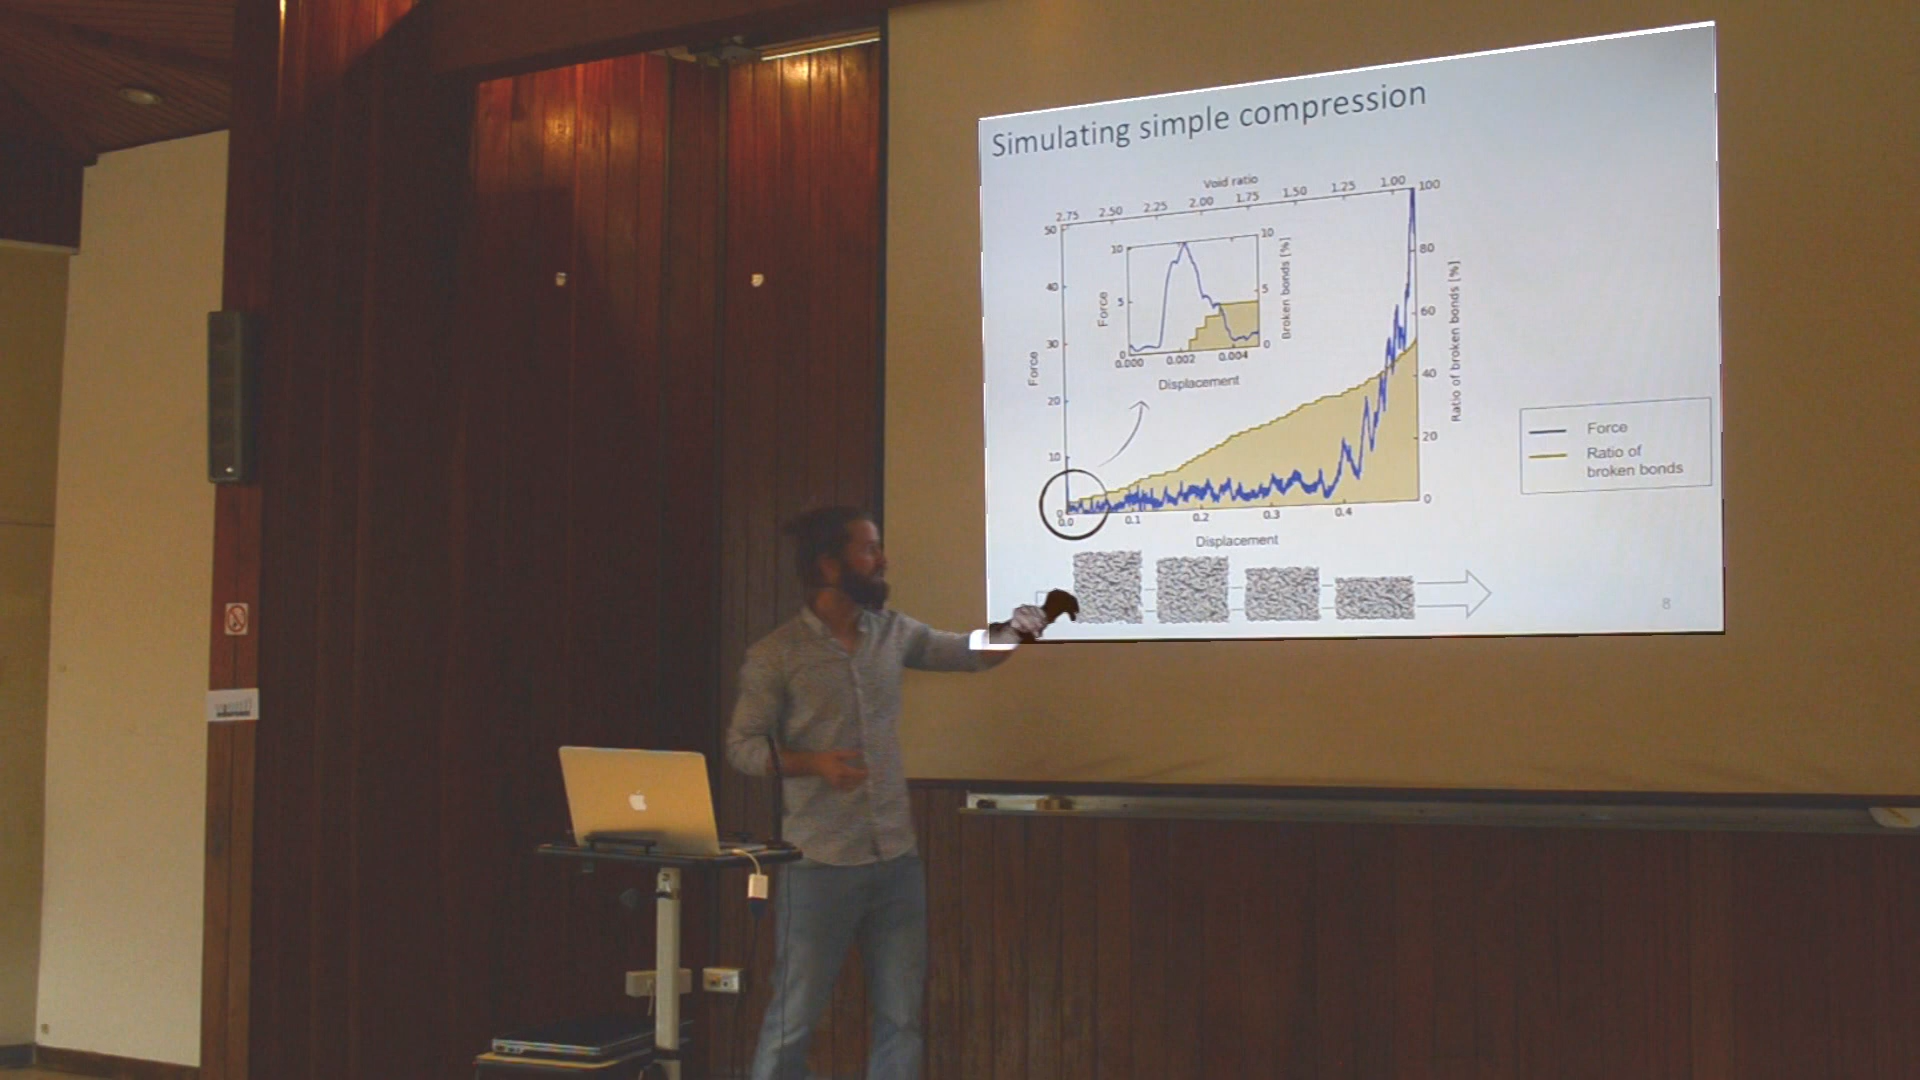 Simulating simple compression
Void ratio
2.75 2.50 2.25 2.00 1.75 1.50 1.25 1.00
50
40
30
20
10
0
Force
100
80
60
40
20
0
Ratio of broken bonds [%]
10
5
0
Force
10
5
0
Broken bonds [%]
0.000 0.002 0.004
Displacement
0.0 0.1 0.2 0.3 0.4
Displacement
Force
Ratio of
broken bonds
8